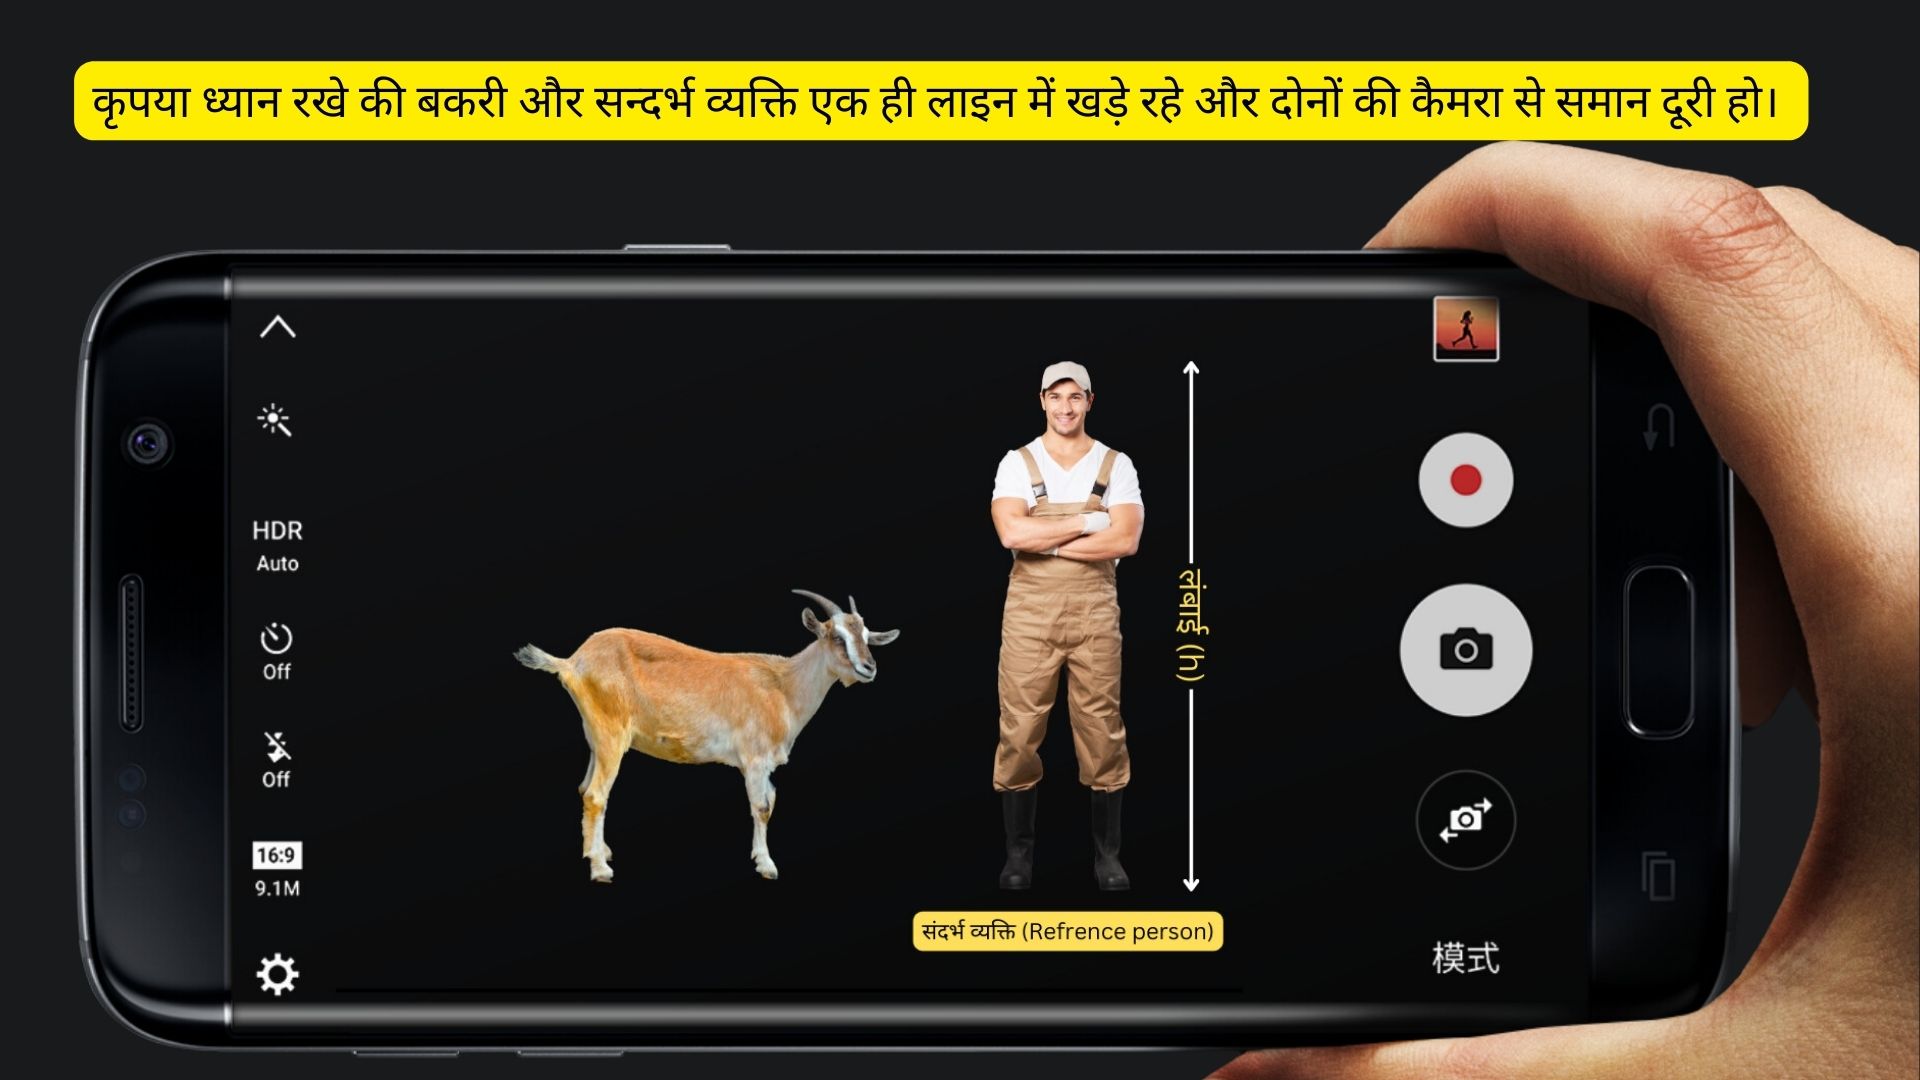 कृपया ध्यान रखे की बकरी और सन्दर्भ व्यक्ति एक ही लाइन में खड़े रहे और दोनों की कैमरा से समान दूरी हो।
HDR
Auto
Off
Off
16:9
9.1M
लंबाई (h)
संदर्भ व्यक्ति (Refrence person)
模式